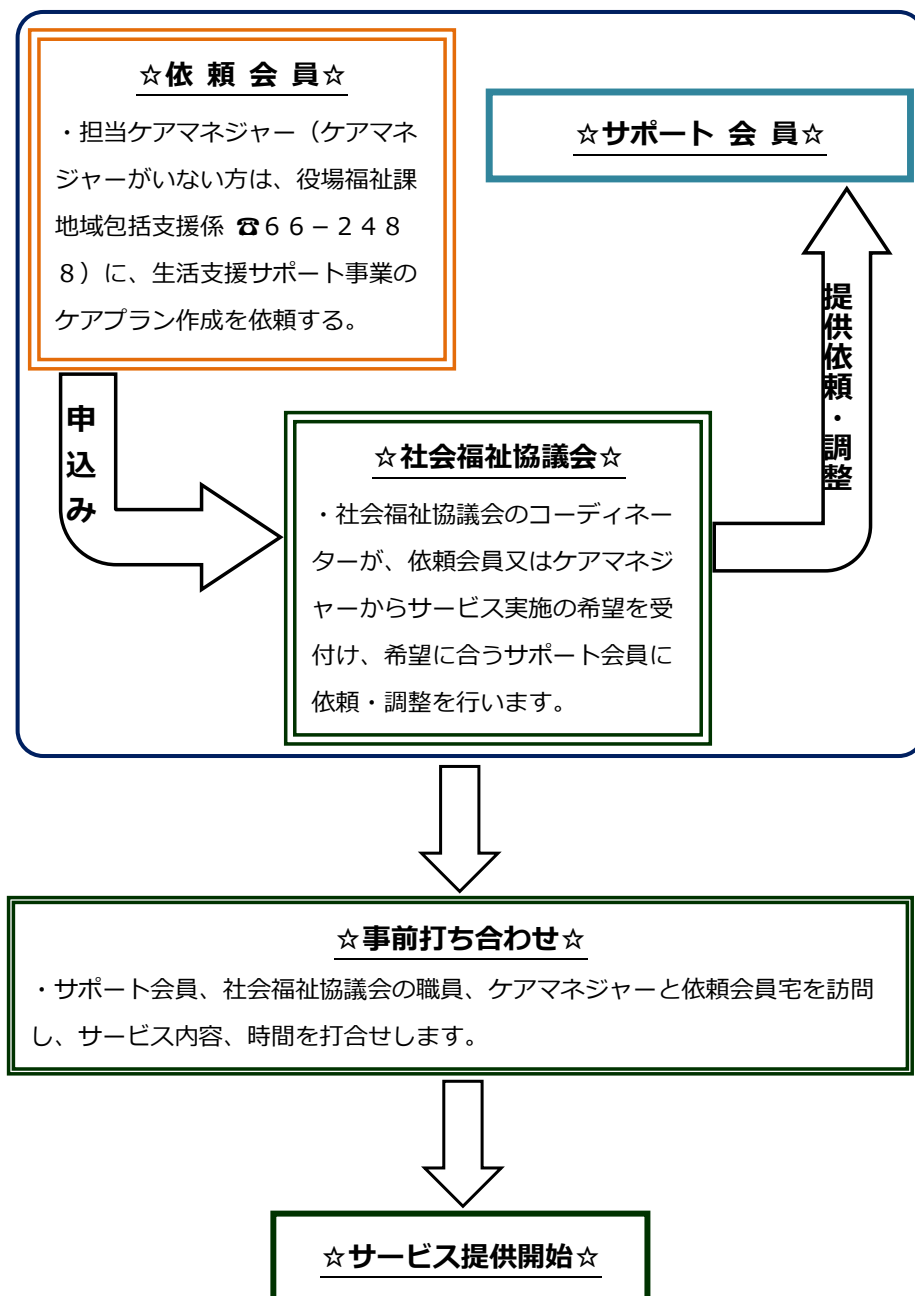 ☆依 頼 会 員☆
・担当ケアマネジャー（ケアマネ
ジャーがいない方は、役場福祉課
地域包括支援係 ☎６６－２４８
８）に、生活支援サポート事業の
ケアプラン作成を依頼する。
☆サポート 会 員☆
申込み
提供依頼・調整
☆社会福祉協議会☆
・社会福祉協議会のコーディネー
ターが、依頼会員又はケアマネジ
ャーからサービス実施の希望を受
付け、希望に合うサポート会員に
依頼・調整を行います。
☆事前打ち合わせ☆
・サポート会員、社会福祉協議会の職員、ケアマネジャーと依頼会員宅を訪問
し、サービス内容、時間を打合せします。
☆サービス提供開始☆